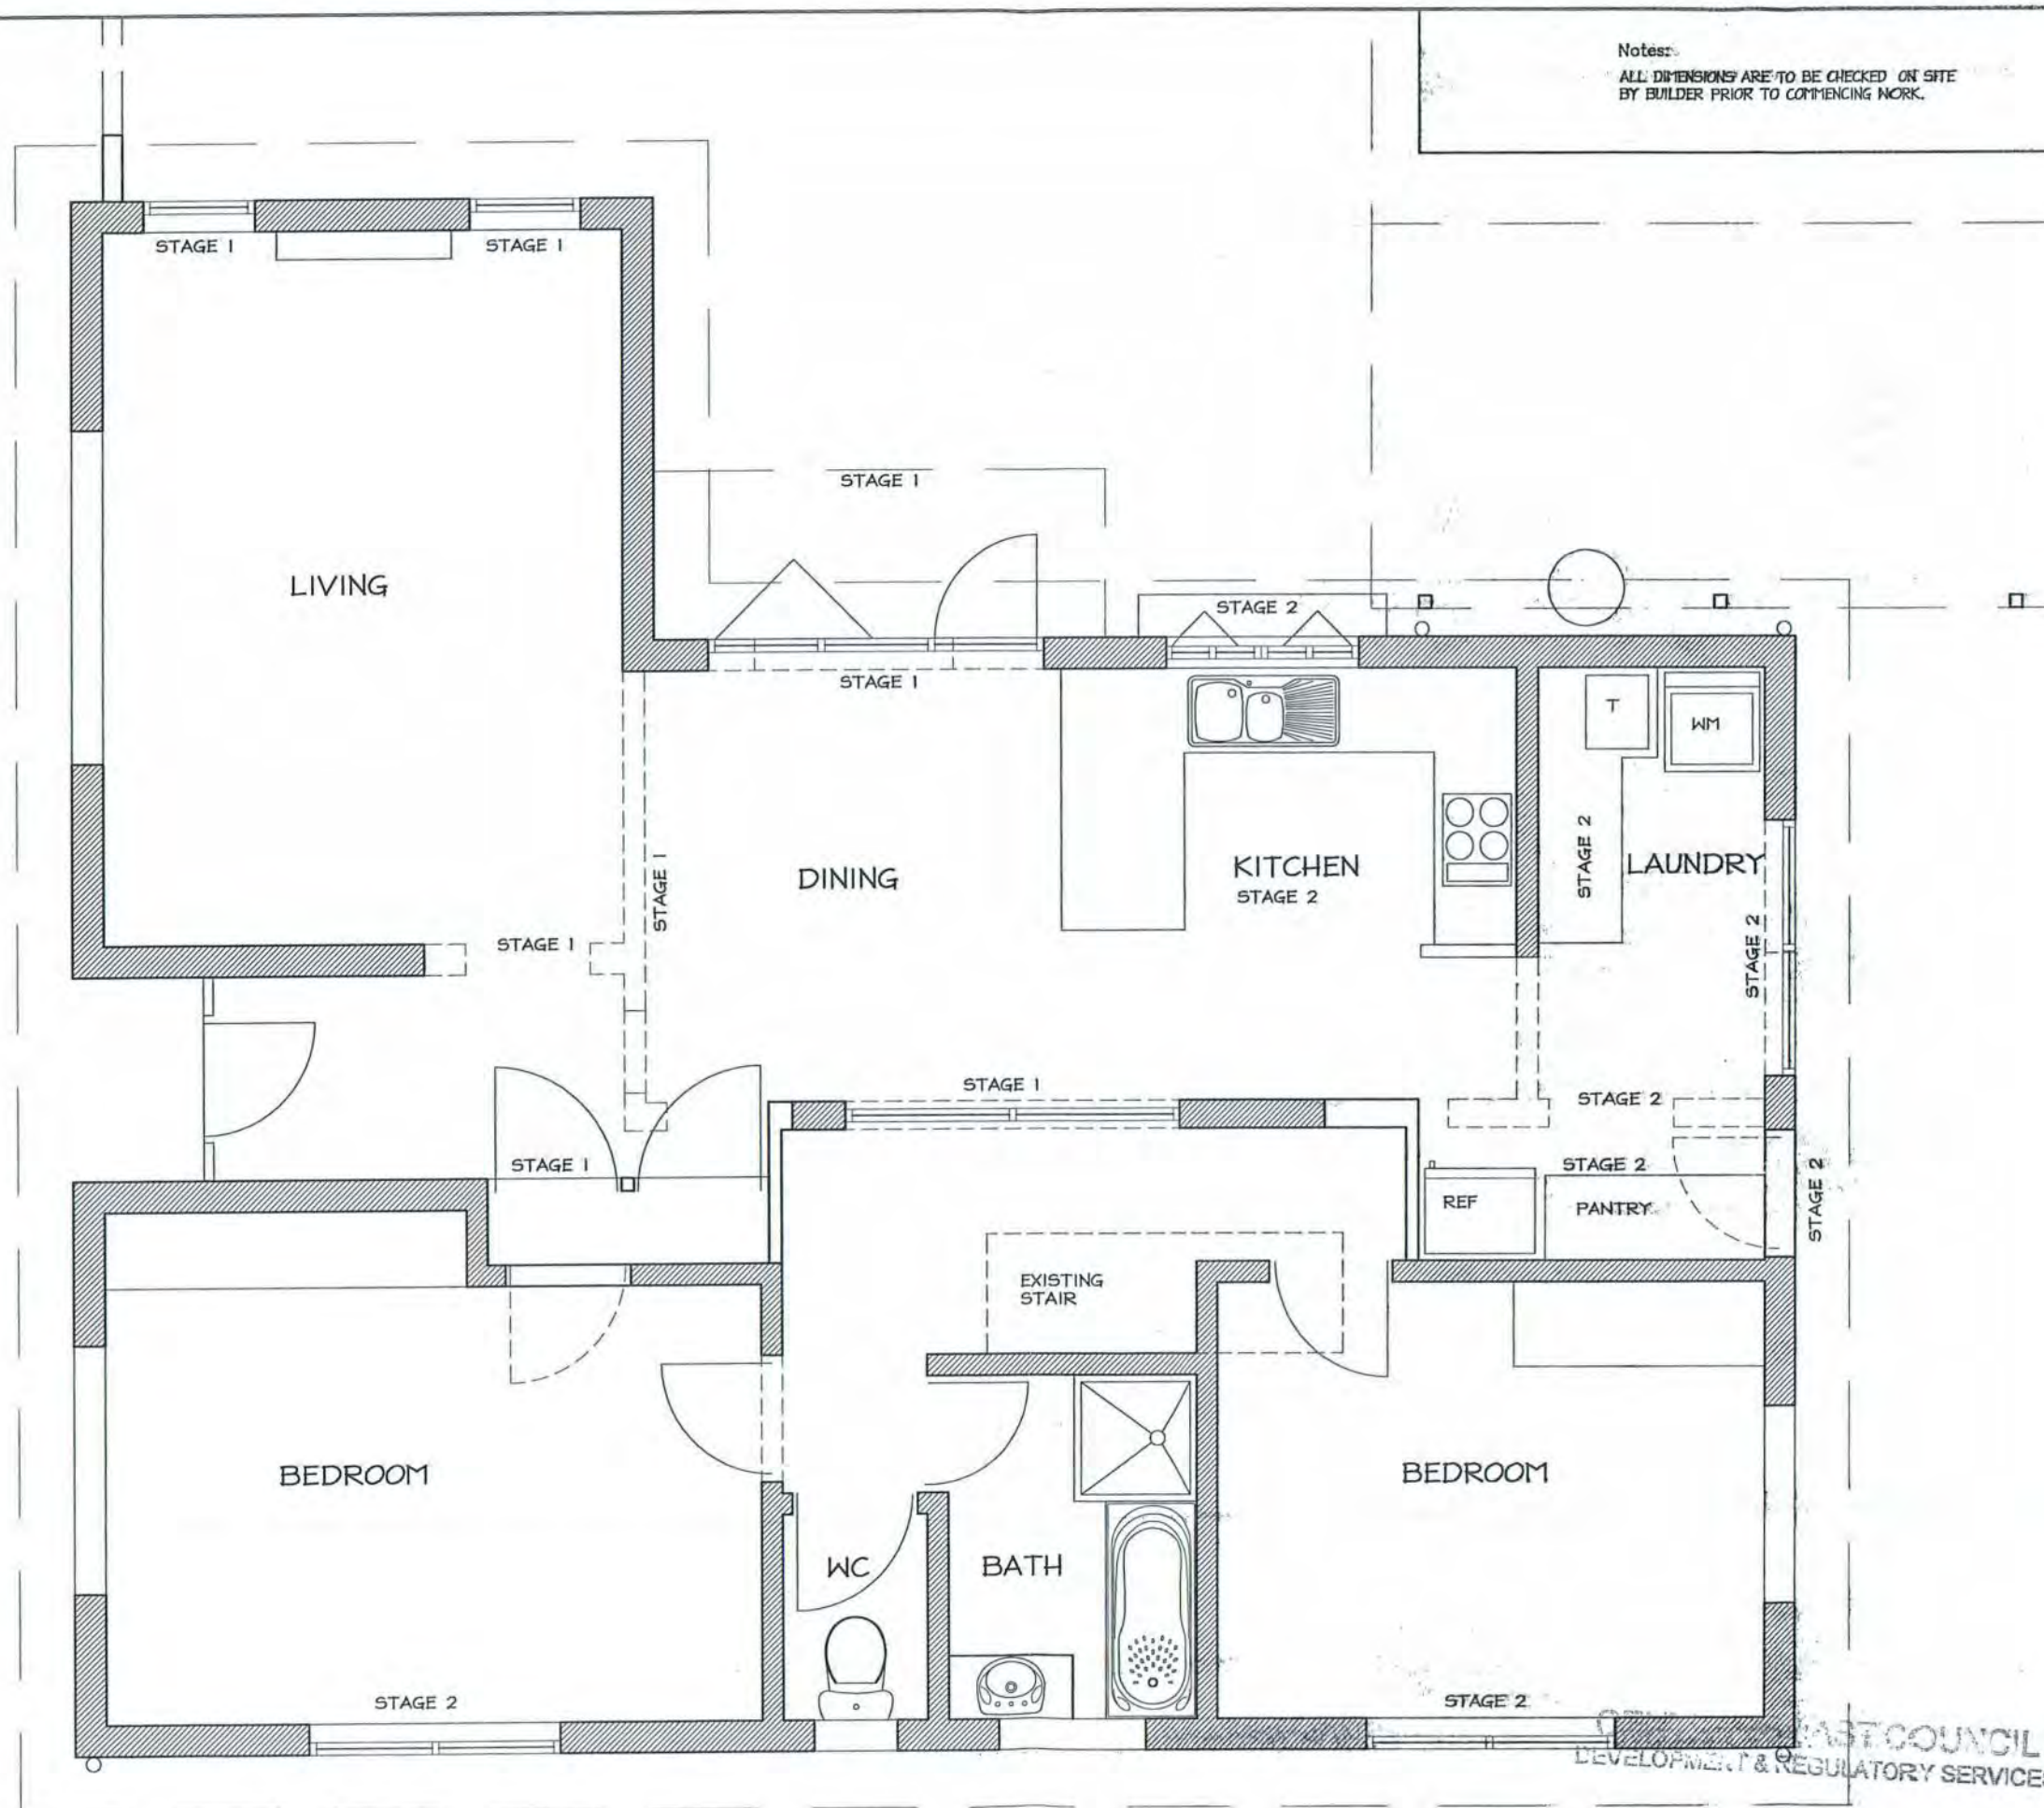 Notes:
ALL DIMENSIONS ARE TO BE CHECKED ON SITE
BY BUILDER PRIOR TO COMMENCING WORK.
STAGE 1
STAGE 1
STAGE 1
LIVING
STAGE 2
STAGE 1
T
WM
STAGE 1
DINING
KITCHEN
STAGE 2
STAGE 2
LAUNDRY
STAGE 2
STAGE 1
STAGE 1
STAGE 2
STAGE 1
STAGE 2
STAGE 2
REF
PANTRY
EXISTING
STAIR
BEDROOM
BEDROOM
WC
BATH
STAGE 2
STAGE 2
COAST COUNCIL
DEVELOPMENT & REGULATORY SERVICES